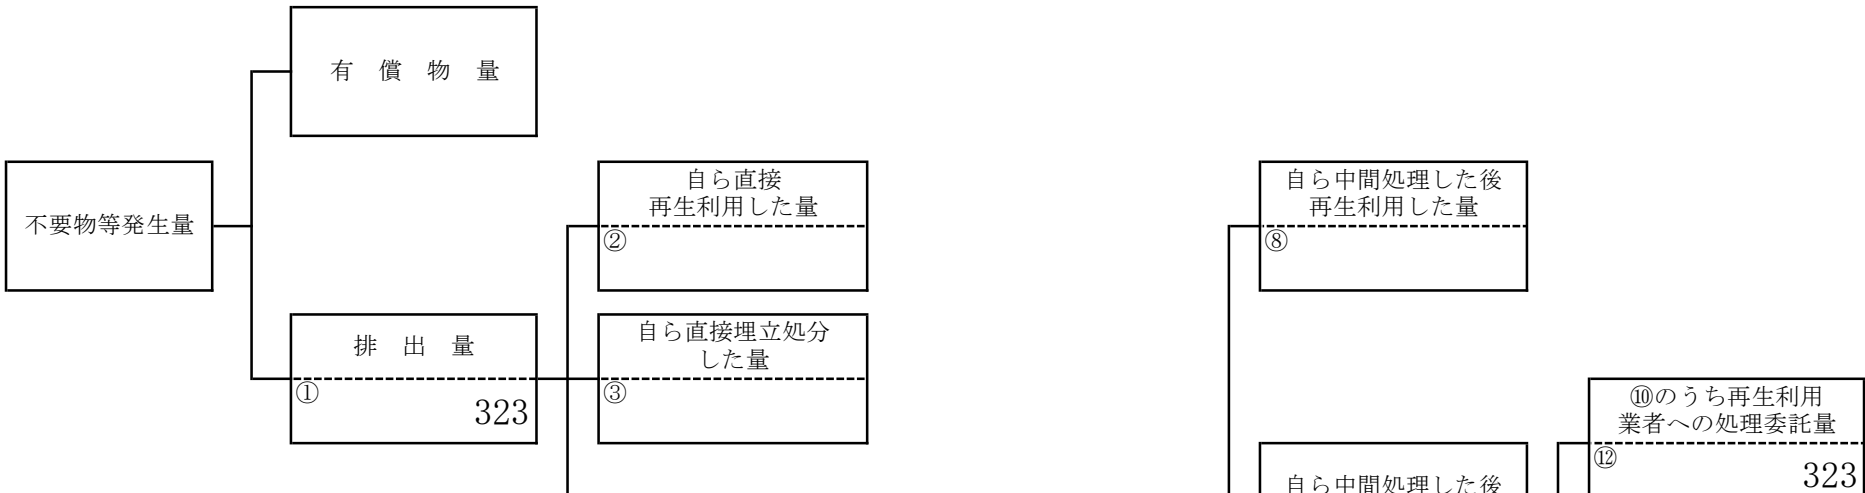 有　償　物　量
不要物等発生量
自ら直接
再生利用した量
②
自ら中間処理した後
再生利用した量
⑧
排　出　量
①
323
自ら直接埋立処分
した量
③
⑩のうち再生利用
業者への処理委託量
⑫
323
自ら中間処理した後